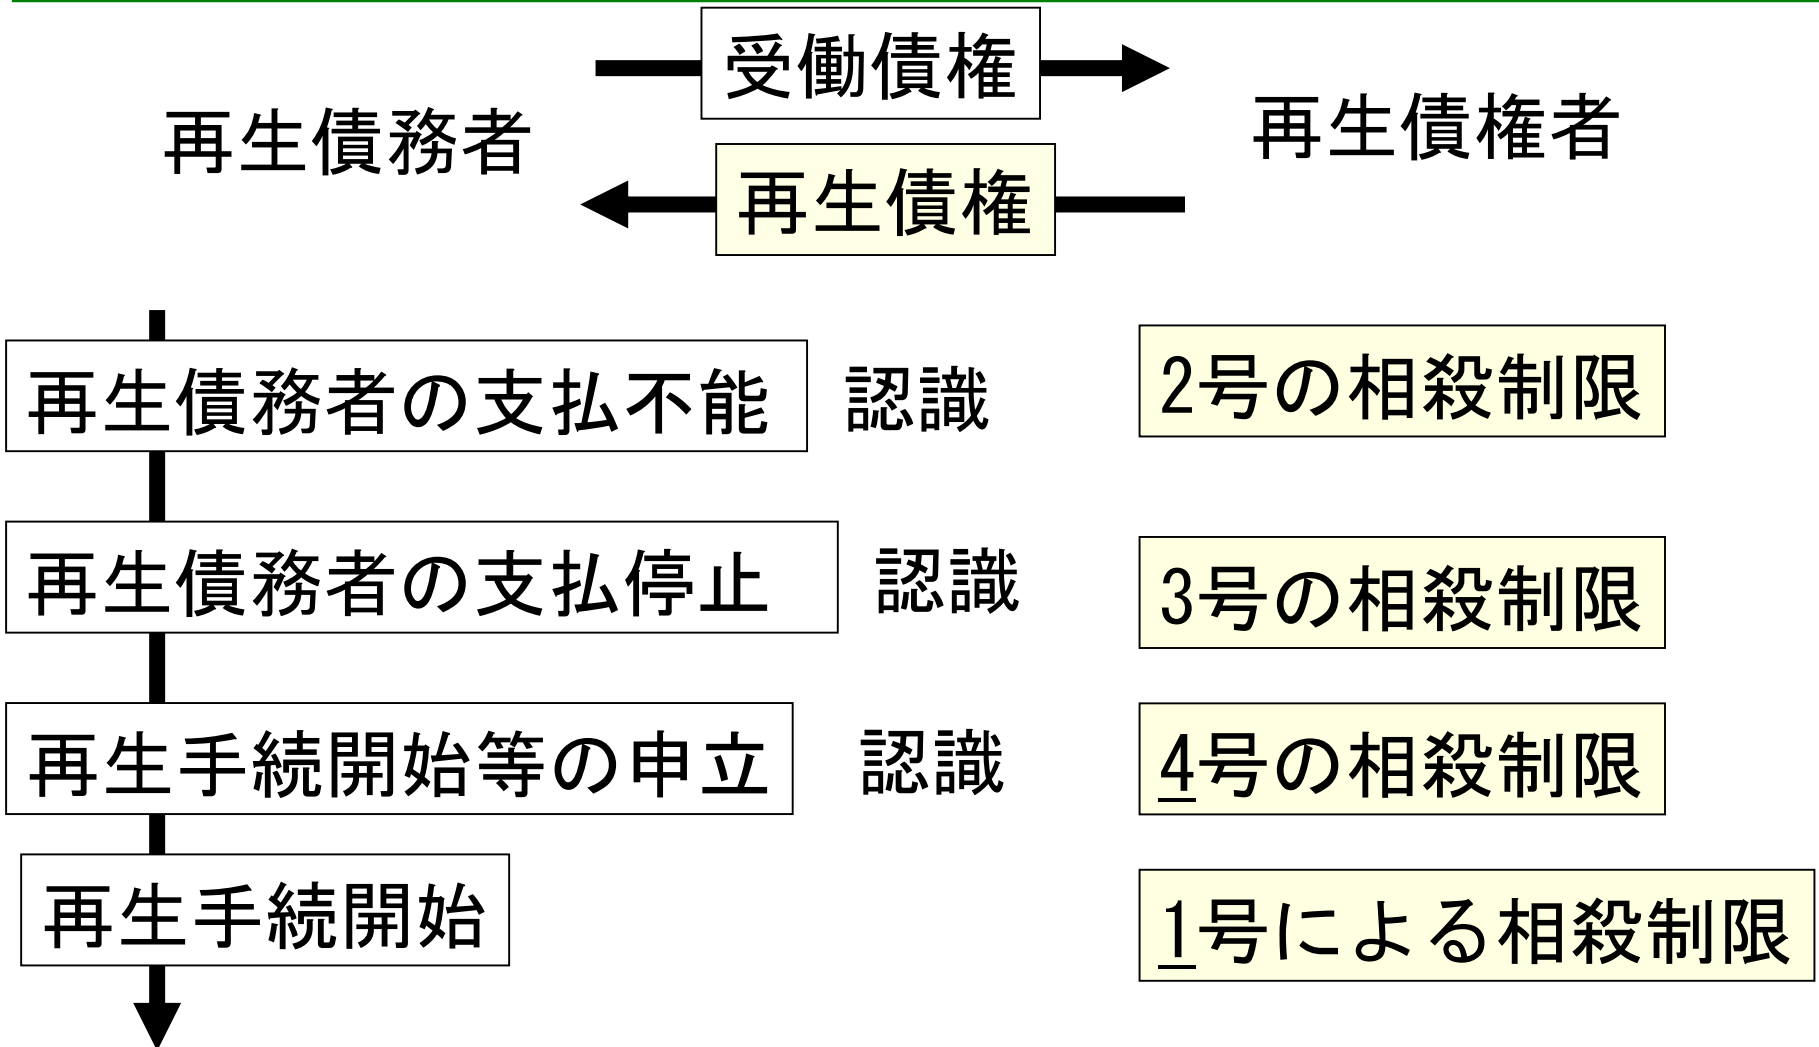 受働債権
再生債務者
再生債権者
再生債権
再生債務者の支払不能 認識 2号の相殺制限
再生債務者の支払停止 認識 3号の相殺制限
再生手続開始等の申立 認識 4号の相殺制限
再生手続開始 1号による相殺制限